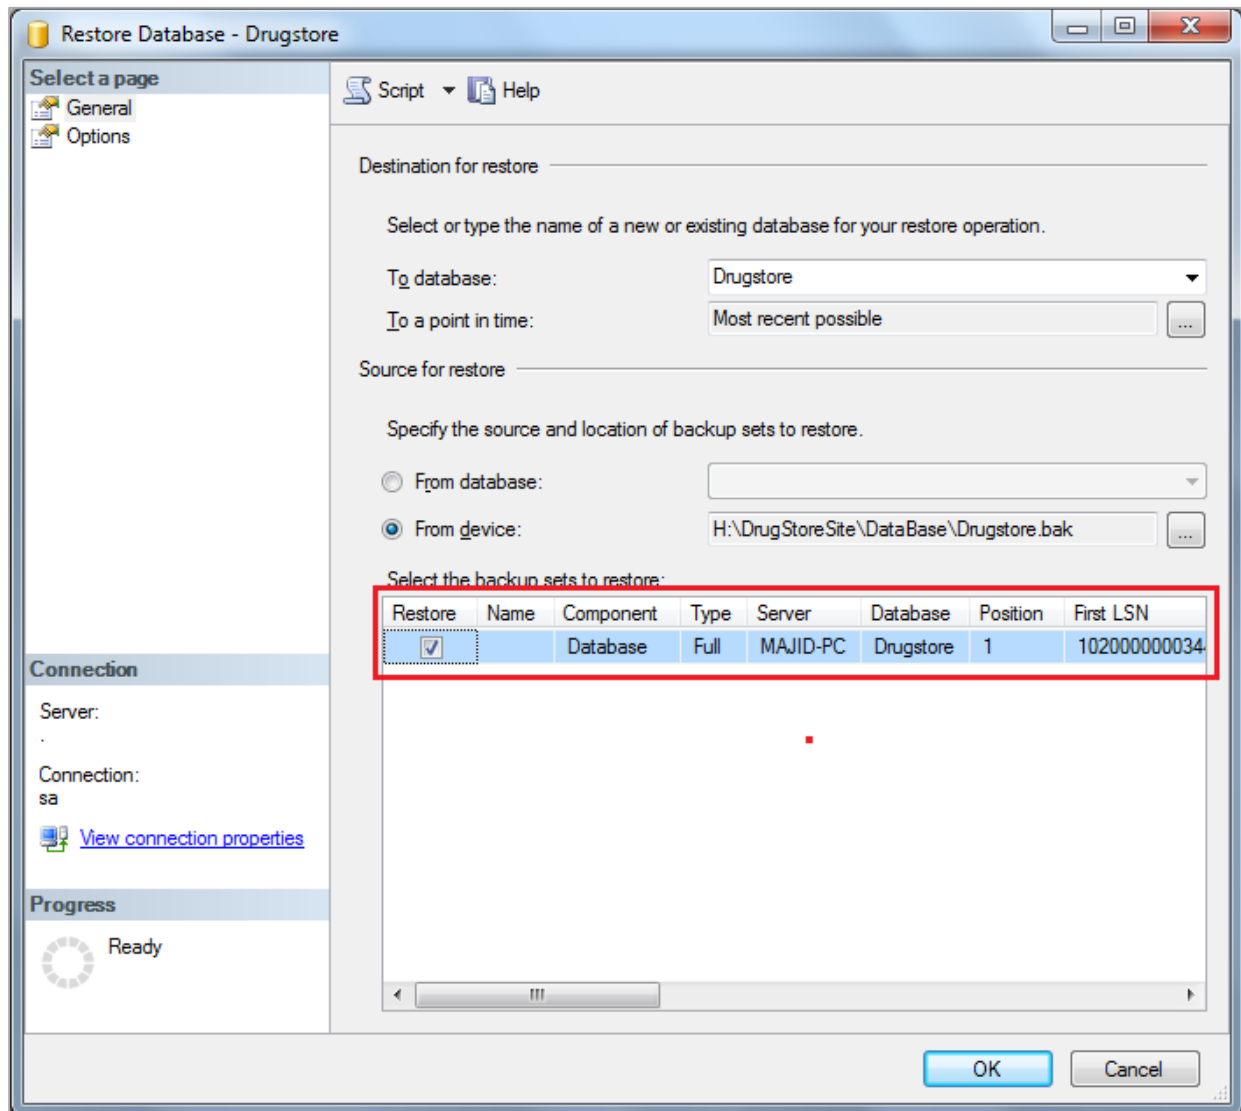 Restore Database - Drugstore
Select a page
General
Options
Script Help
Destination for restore
Select or type the name of a new or existing database for your restore operation.
To database: Drugstore
To a point in time: Most recent possible ...
Source for restore
Specify the source and location of backup sets to restore.
From database:
From device: H:\DrugStoreSite\DataBase\Drugstore.bak ...
Select the backup sets to restore:
Restore Name Component Type Server Database Position First LSN
Database Full MAJID-PC Drugstore 1 10200000000344
Connection
Server:
.
Connection:
sa
View connection properties
Progress
Ready
OK Cancel